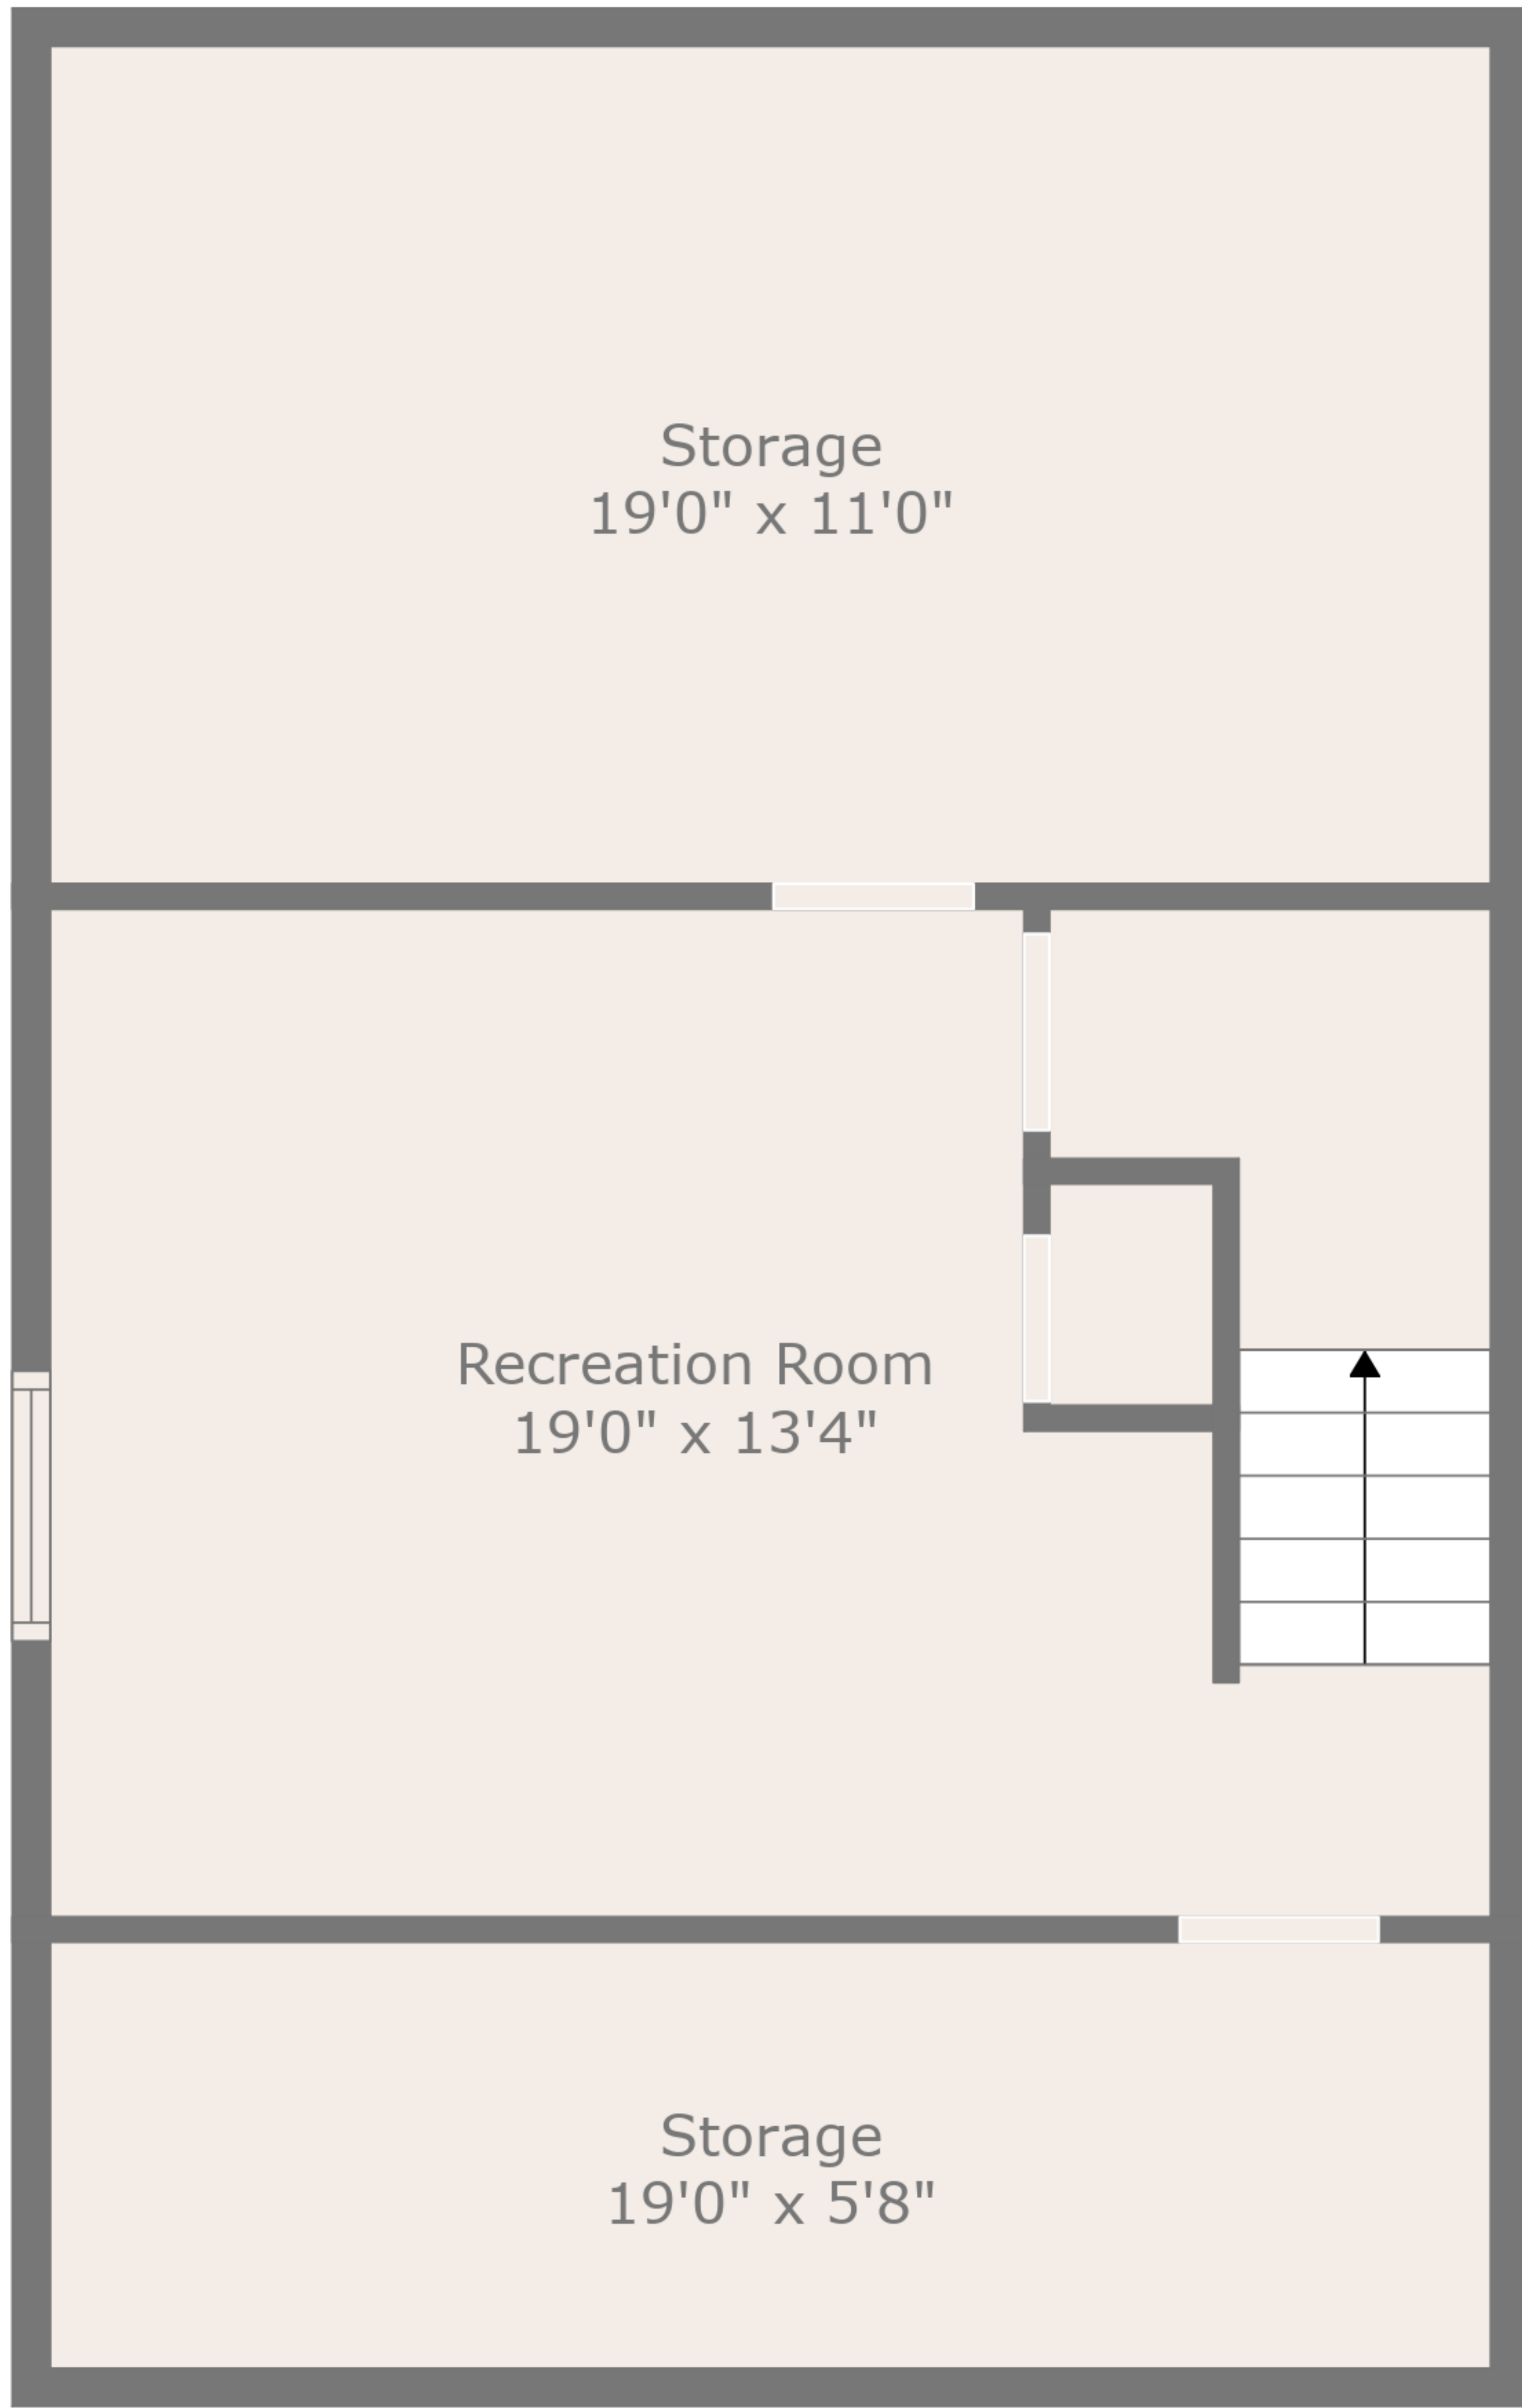 Storage
19'0" x 11'0"
Recreation Room
19'0" x 13'4"
Storage
19'0" x 5'8"